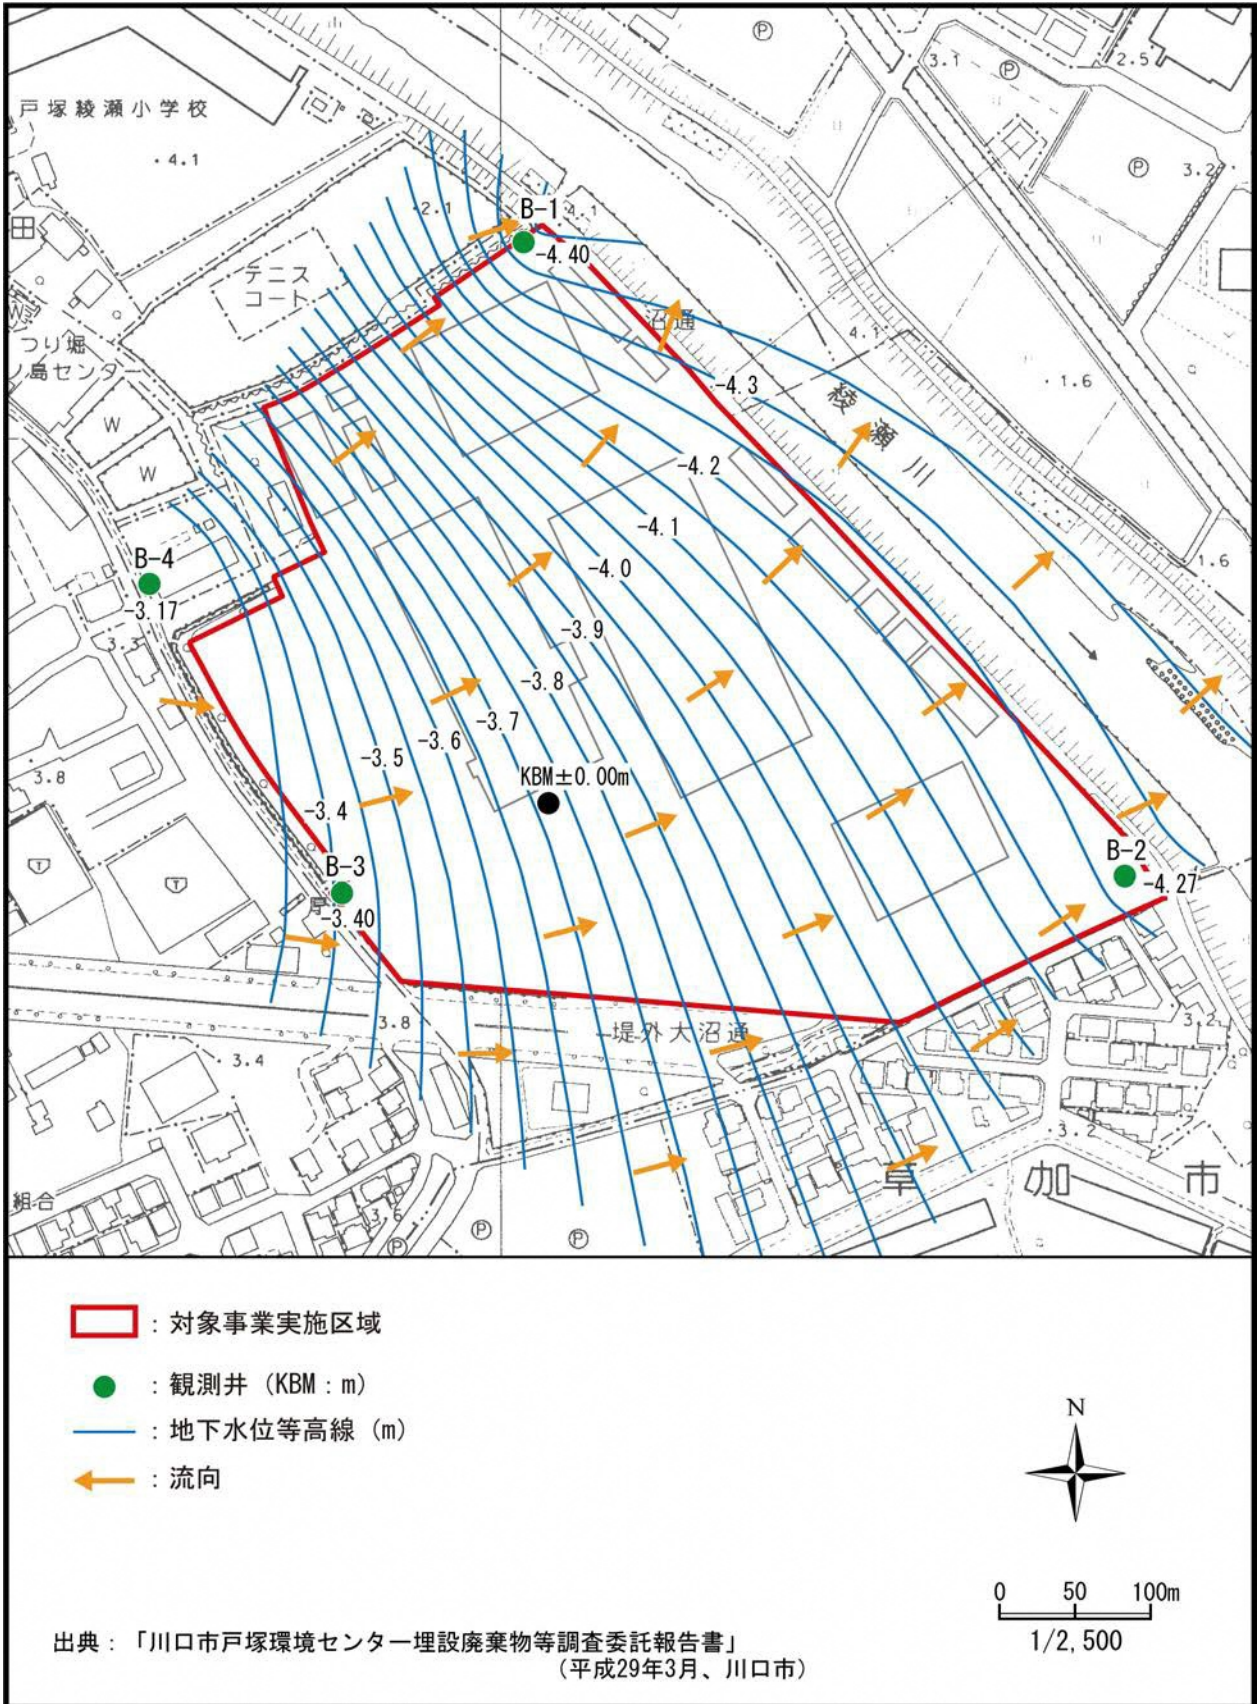 戸塚綾瀬小学校
・4.1
田
・2.1
B-1
4.1
-4.40
テニス
コート
つり堀
ノ島センター
W
W
W
沼通
-4.3
綾瀬川
4.1
・1.6
3.1
2.5
3.2
P
P
P
-4.2
-4.1
-4.0
-3.9
-3.8
-3.7
-3.6
-3.5
-3.4
1.6
B-4
-3.17
3.3
・3.8
T
T
KBM±0.00m
B-3
-3.40
B-2
-4.27
3.8
・3.4
堤外大沼通
3.2
3.2
草加市
組合
3.6
P
P
P
：対象事業実施区域
：観測井（KBM：m）
：地下水位等高線（m）
：流向
N
0 50 100m
1/2,500
出典：「川口市戸塚環境センター埋設廃棄物等調査委託報告書」
（平成29年3月、川口市）